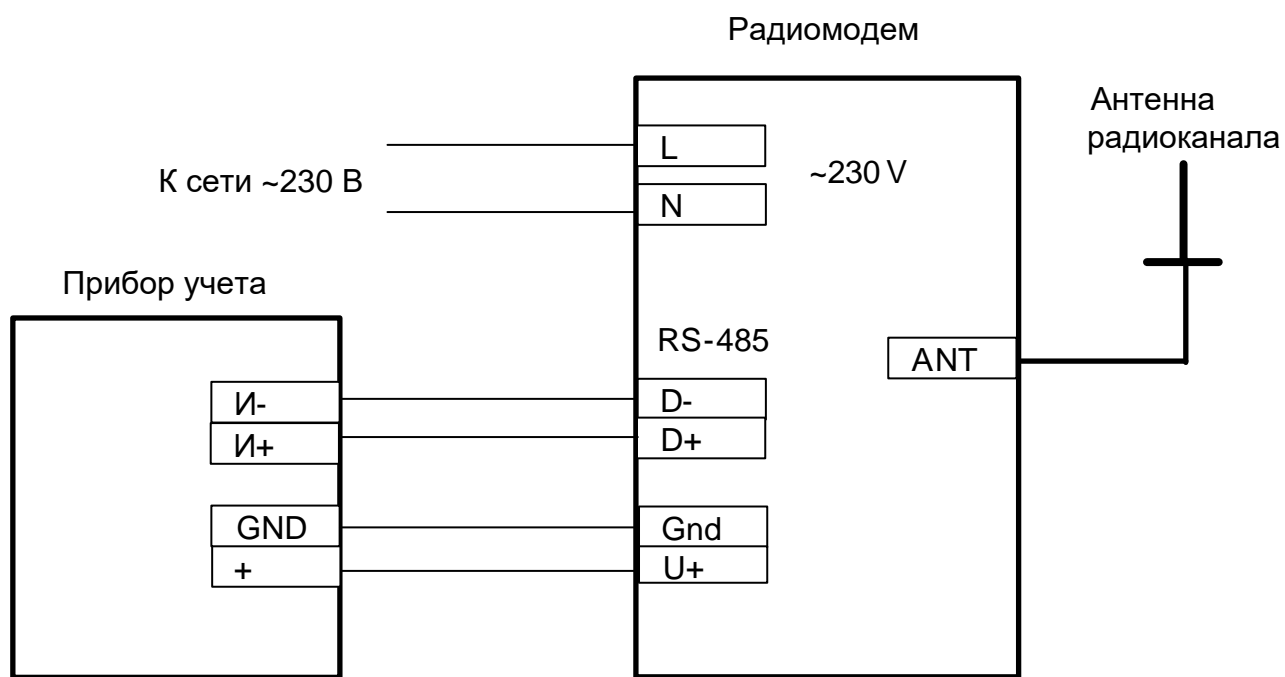 Радиомодем
Антенна
радиоканала
L
К сети ~230 В
~230 V
N
Прибор учета
RS-485
ANT
И-
D-
И+
D+
GND
Gnd
+
U+